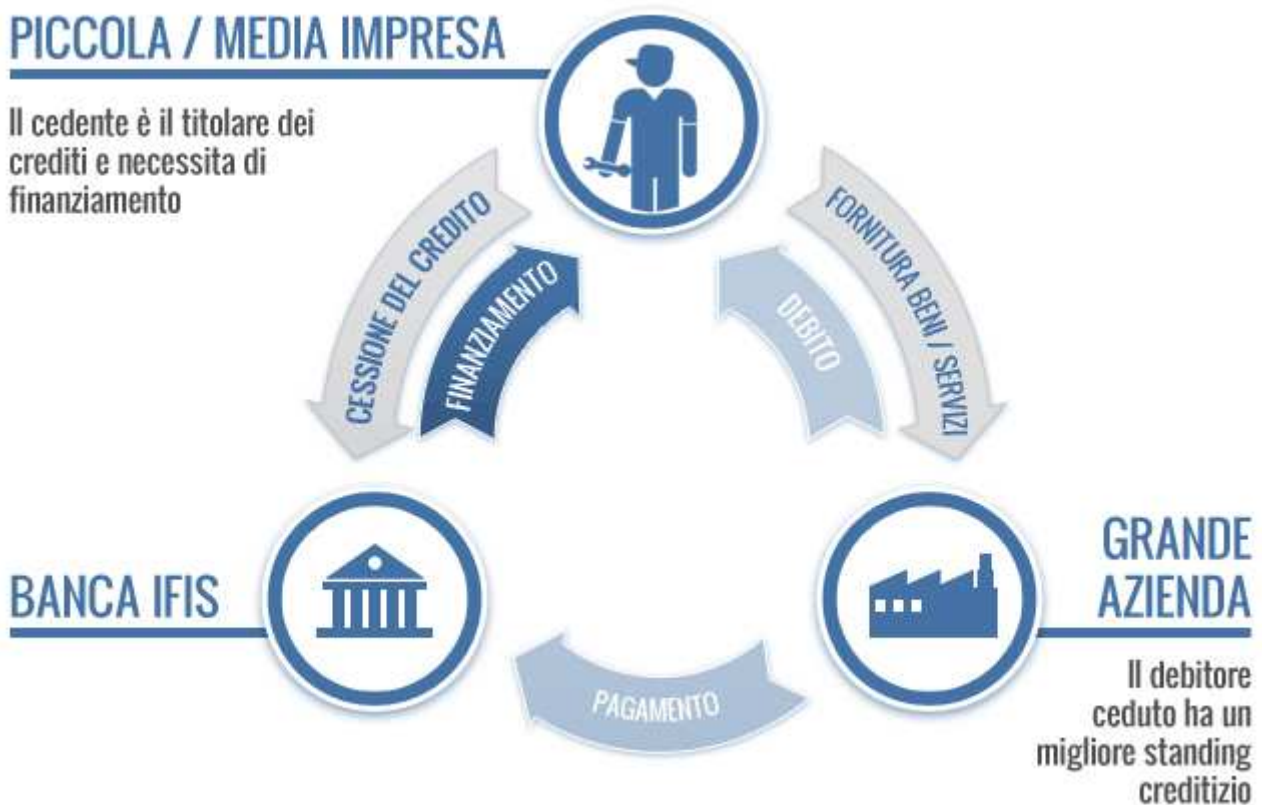 PICCOLA / MEDIA IMPRESA
Il cedente è il titolare dei
crediti e necessita di
finanziamento
CESSIONE DEL CREDITO
FINANZIAMENTO
DEBITO
FORNITURA BENI / SERVIZI
BANCA IFIS
GRANDE
AZIENDA
PAGAMENTO
Il debitore
ceduto ha un
migliore standing
creditizio